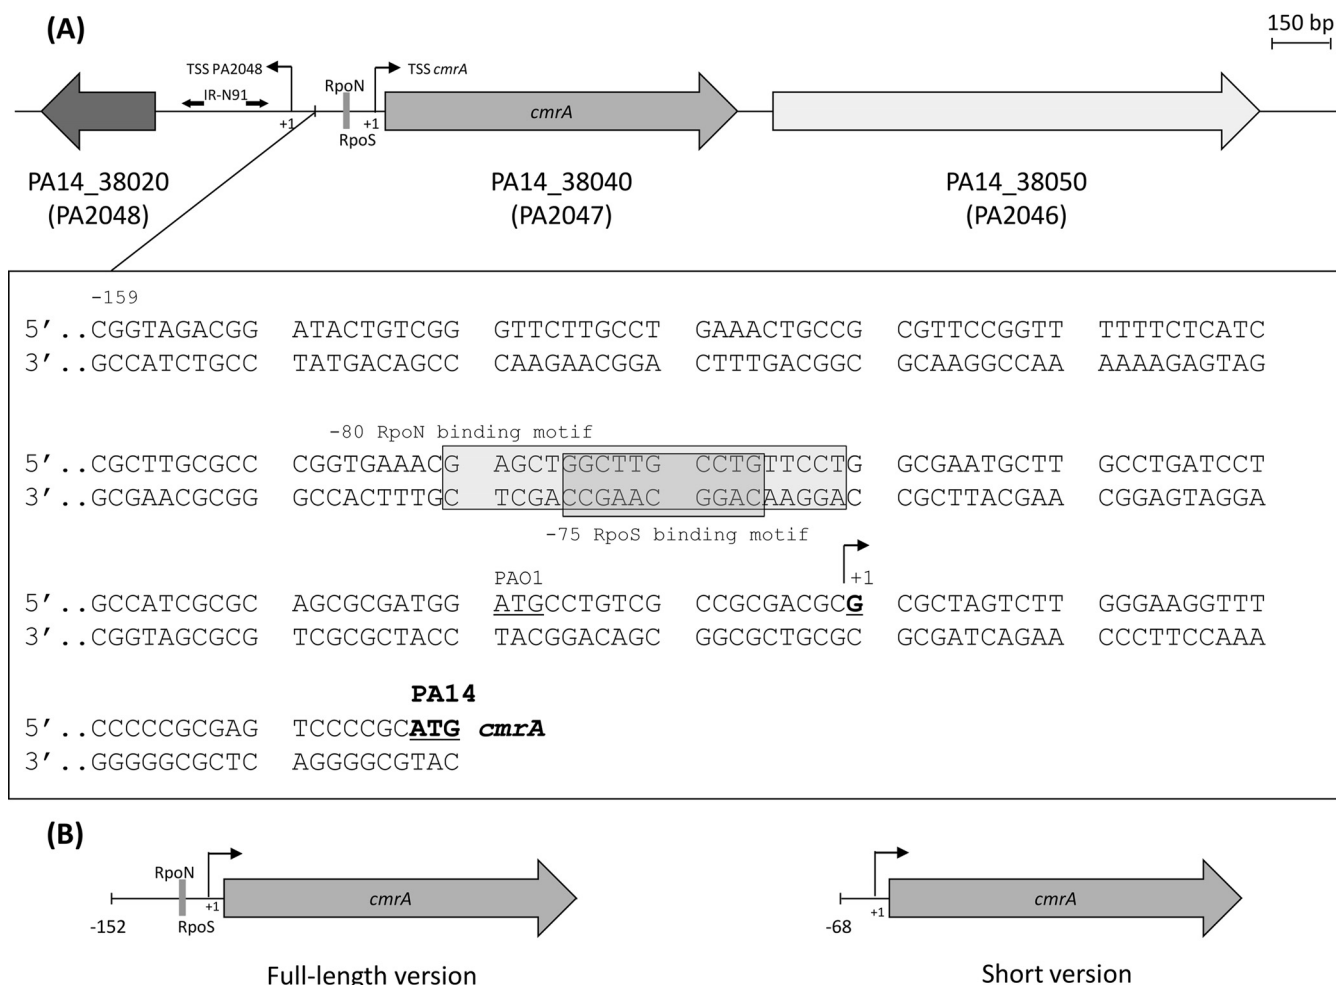 (A)
150 bp
TSS PA2048
TSS cmrA
IR-N91
RpoN
+1
+1
RpoS
cmrA
PA14_38020
(PA2048)
PA14_38040
(PA2047)
PA14_38050
(PA2046)
-159
5′..CGGTAGACGG ATACTGTCGG GTTCTTGCCT GAAACTGCCG CGTTCCGGTT TTTTCTCATC
3′..GCCATCTGCC TATGACAGCC CAAGAACGGA CTTTGACGGC GCAAGGCCAA AAAAGAGTAG
-80 RpoN binding motif
5′..CGCTTGCGCC CGGTGAAACG AGCTGGCTTG CCTGTTCCTG GCGAATGCTT GCCTGATCCT
3′..GCGAACGCGG GCCACTTTGC TCGACCGAAC GGACAAGGAC CGCTTACGAA CGGAGTAGGA
-75 RpoS binding motif
PAO1
+1
5′..GCCATCGCGC AGCGCGATGG ATGCCTGTCG CCGCGACGCG CGCTAGTCTT GGGAAGGTTT
3′..CGGTAGCGCG TCGCGCTACC TACGGACAGC GGCGCTGCGC GCGATCAGAA CCCTTCCAAA
PA14
5′..CCCCCGCGAG TCCCCGCATG cmrA
3′..GGGGGCGCTC AGGGGCGTAC
(B)
RpoN
+1
RpoS
-152
cmrA
Full-length version
+1
-68
cmrA
Short version